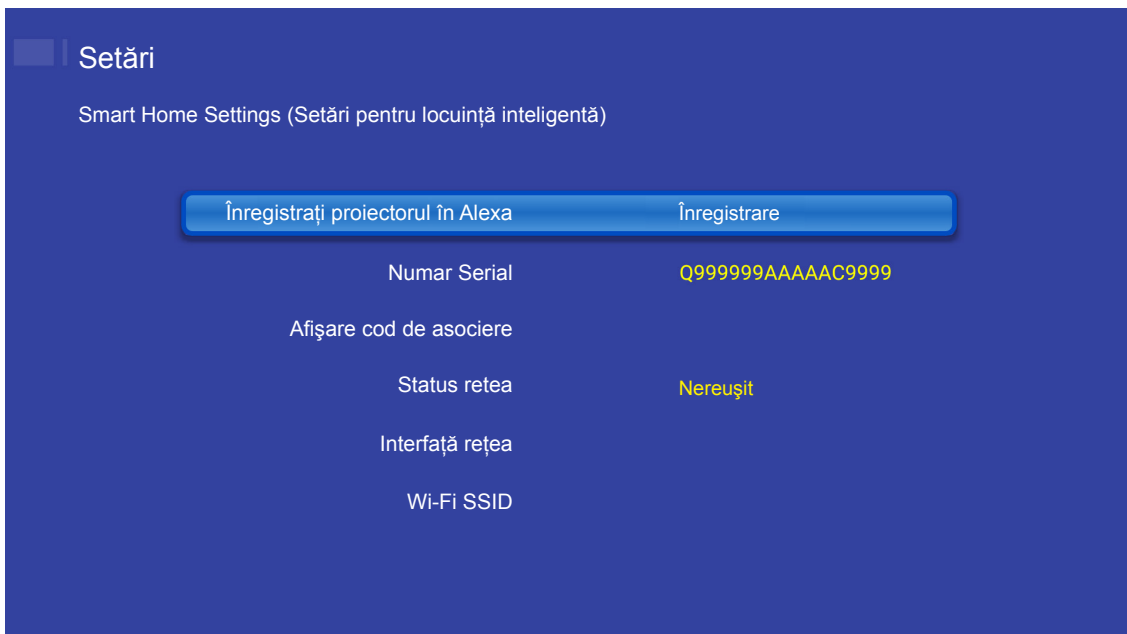 Setări
Smart Home Settings (Setări pentru locuință inteligentă)
Înregistrați proiectorul în Alexa Înregistrare
Numar Serial Q999999AAAAAC9999
Afişare cod de asociere
Status retea Nereuşit
Interfață rețea
Wi-Fi SSID